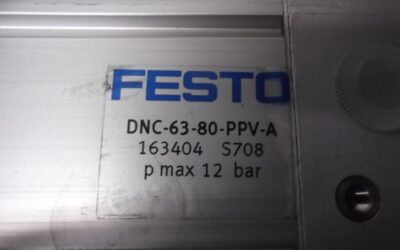 FESTO
DNC-63-80-PPV-A
163404 S708
p max 12 bar